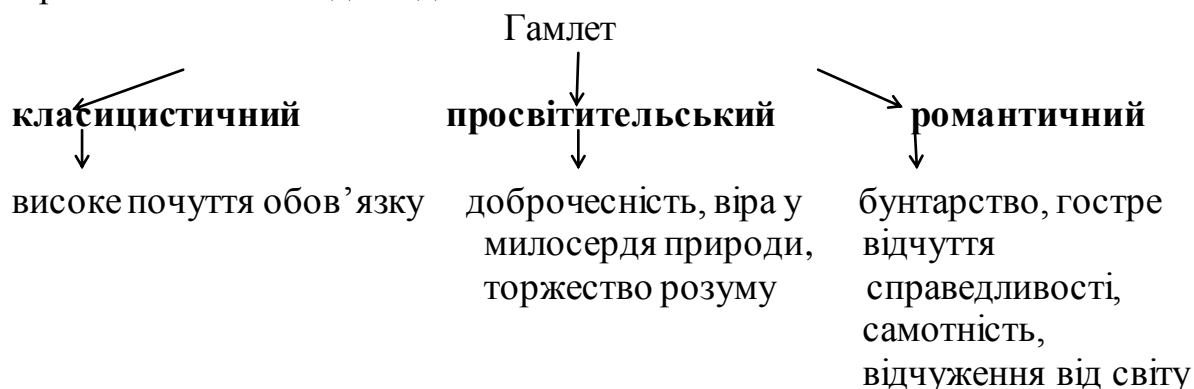 Гамлет
класицистичний просвітительський романтичний
високе почуття обов’язку доброчесність, віра у бунтарство, гостре
милосердя природи, відчуття
торжество розуму справедливості,
самотність,
відчуження від світу